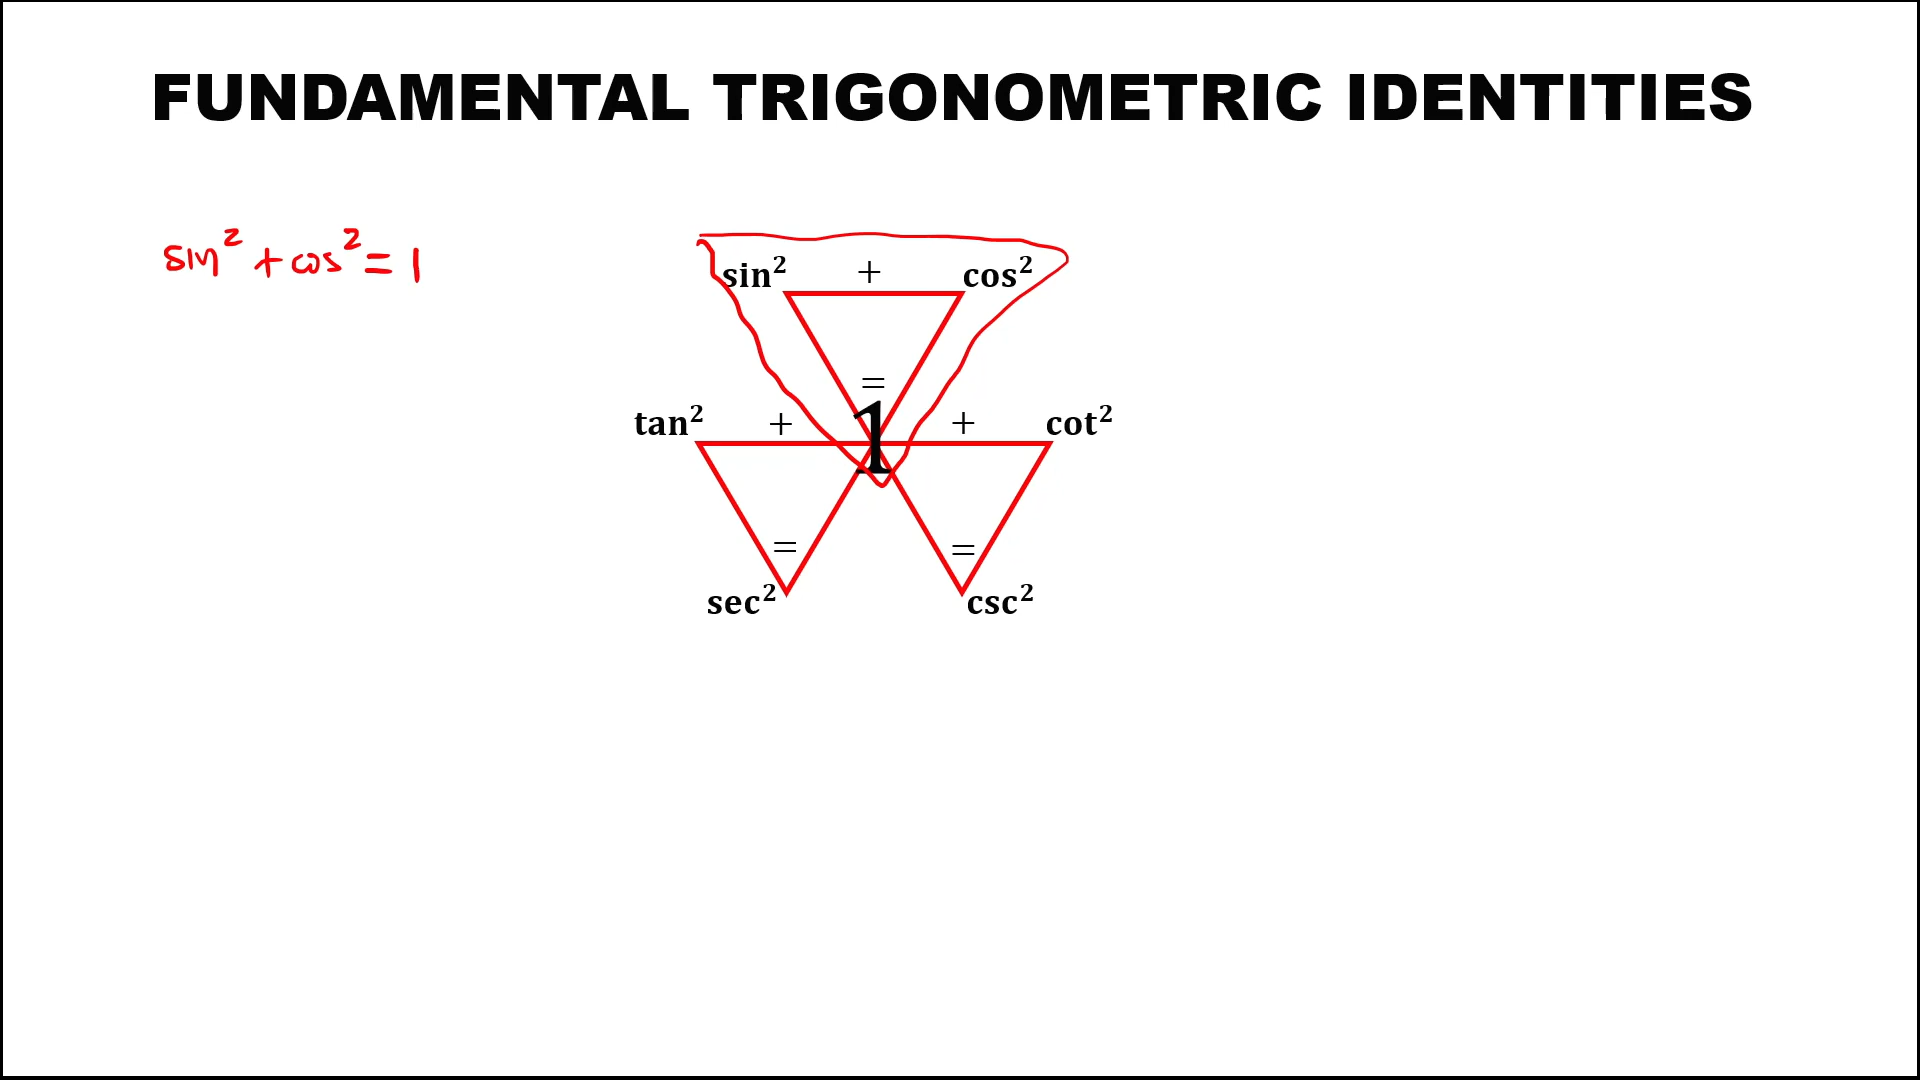 FUNDAMENTAL TRIGONOMETRIC IDENTITIES
sin² + cos² = 1
sin² + cos²
=
tan² + 1 + cot²
= =
sec² csc²